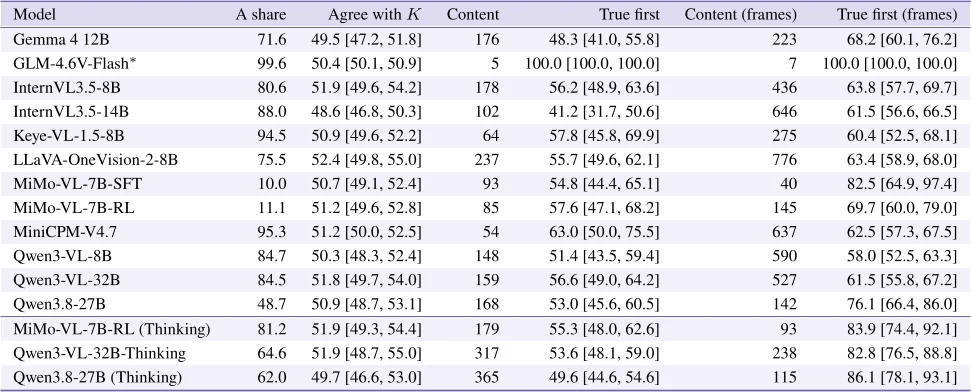 Model A share Agree with K Content True first Content (frames) True first (frames)
Gemma 4 12B 71.6 49.5 [47.2, 51.8] 176 48.3 [41.0, 55.8] 223 68.2 [60.1, 76.2]
GLM-4.6V-Flash* 99.6 50.4 [50.1, 50.9] 5 100.0 [100.0, 100.0] 7 100.0 [100.0, 100.0]
InternVL3.5-8B 80.6 51.9 [49.6, 54.2] 178 56.2 [48.9, 63.6] 436 63.8 [57.7, 69.7]
InternVL3.5-14B 88.0 48.6 [46.8, 50.3] 102 41.2 [31.7, 50.6] 646 61.5 [56.6, 66.5]
Keye-VL-1.5-8B 94.5 50.9 [49.6, 52.2] 64 57.8 [45.8, 69.9] 275 60.4 [52.5, 68.1]
LLaVA-OneVision-2-8B 75.5 52.4 [49.8, 55.0] 237 55.7 [49.6, 62.1] 776 63.4 [58.9, 68.0]
MiMo-VL-7B-SFT 10.0 50.7 [49.1, 52.4] 93 54.8 [44.4, 65.1] 40 82.5 [64.9, 97.4]
MiMo-VL-7B-RL 11.1 51.2 [49.6, 52.8] 85 57.6 [47.1, 68.2] 145 69.7 [60.0, 79.0]
MiniCPM-V4.7 95.3 51.2 [50.0, 52.5] 54 63.0 [50.0, 75.5] 637 62.5 [57.3, 67.5]
Qwen3-VL-8B 84.7 50.3 [48.3, 52.4] 148 51.4 [43.5, 59.4] 590 58.0 [52.5, 63.3]
Qwen3-VL-32B 84.5 51.8 [49.7, 54.0] 159 56.6 [49.0, 64.2] 527 61.5 [55.8, 67.2]
Qwen3.8-27B 48.7 50.9 [48.7, 53.1] 168 53.0 [45.6, 60.5] 142 76.1 [66.4, 86.0]
MiMo-VL-7B-RL (Thinking) 81.2 51.9 [49.3, 54.4] 179 55.3 [48.0, 62.6] 93 83.9 [74.4, 92.1]
Qwen3-VL-32B-Thinking 64.6 51.9 [48.7, 55.0] 317 53.6 [48.1, 59.0] 238 82.8 [76.5, 88.8]
Qwen3.8-27B (Thinking) 62.0 49.7 [46.6, 53.0] 365 49.6 [44.6, 54.6] 115 86.1 [78.1, 93.1]